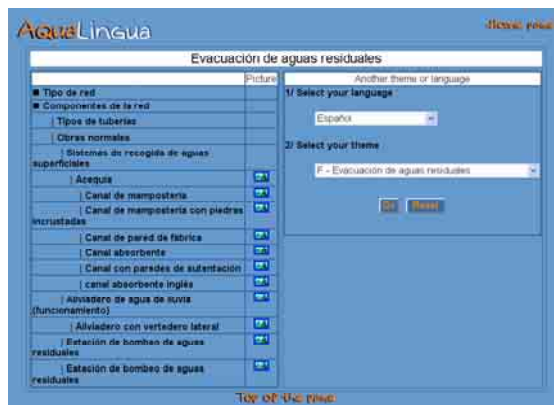 AquaLingua
Home page
Evacuación de aguas residuales
Picture
Another theme or language
■ Tipo de red
1/ Select your language
■ Componentes de la red
| Tipos de tuberías
Español
| Obras normales
2/ Select your theme
| Sistemas de recogida de aguas
superficiales
F - Evacuación de aguas residuales
| Acequia
| Canal de mampostería
| Canal de mampostería con piedras
incrustadas
Go Reset
| Canal de pared de fábrica
| Canal absorbente
| Canal con paredes de sutentación
| canal absorbente inglés
| Aliviadero de agua de lluvia
(funcionamiento)
| Aliviadero con vertedero lateral
| Estación de bombeo de aguas
residuales
| Estación de bombeo de aguas
residuales
Top of the page